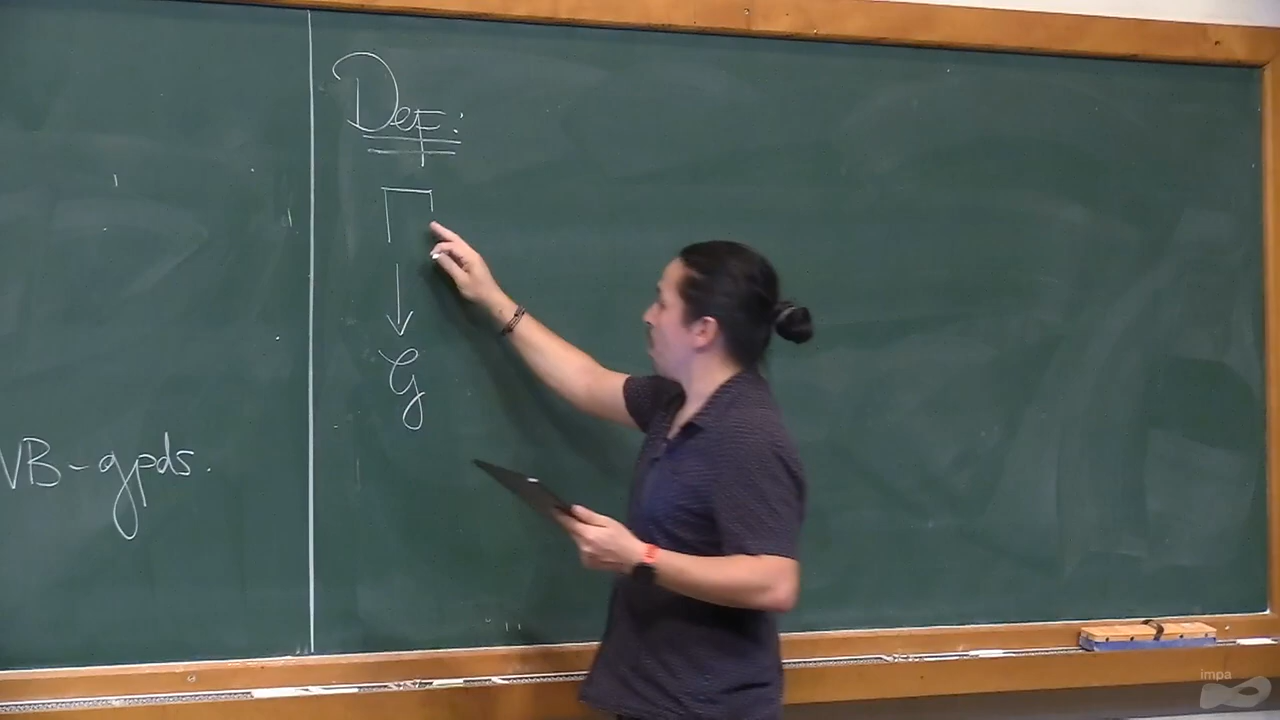 VB-gpds.
Def:
Γ
↓
G
impa